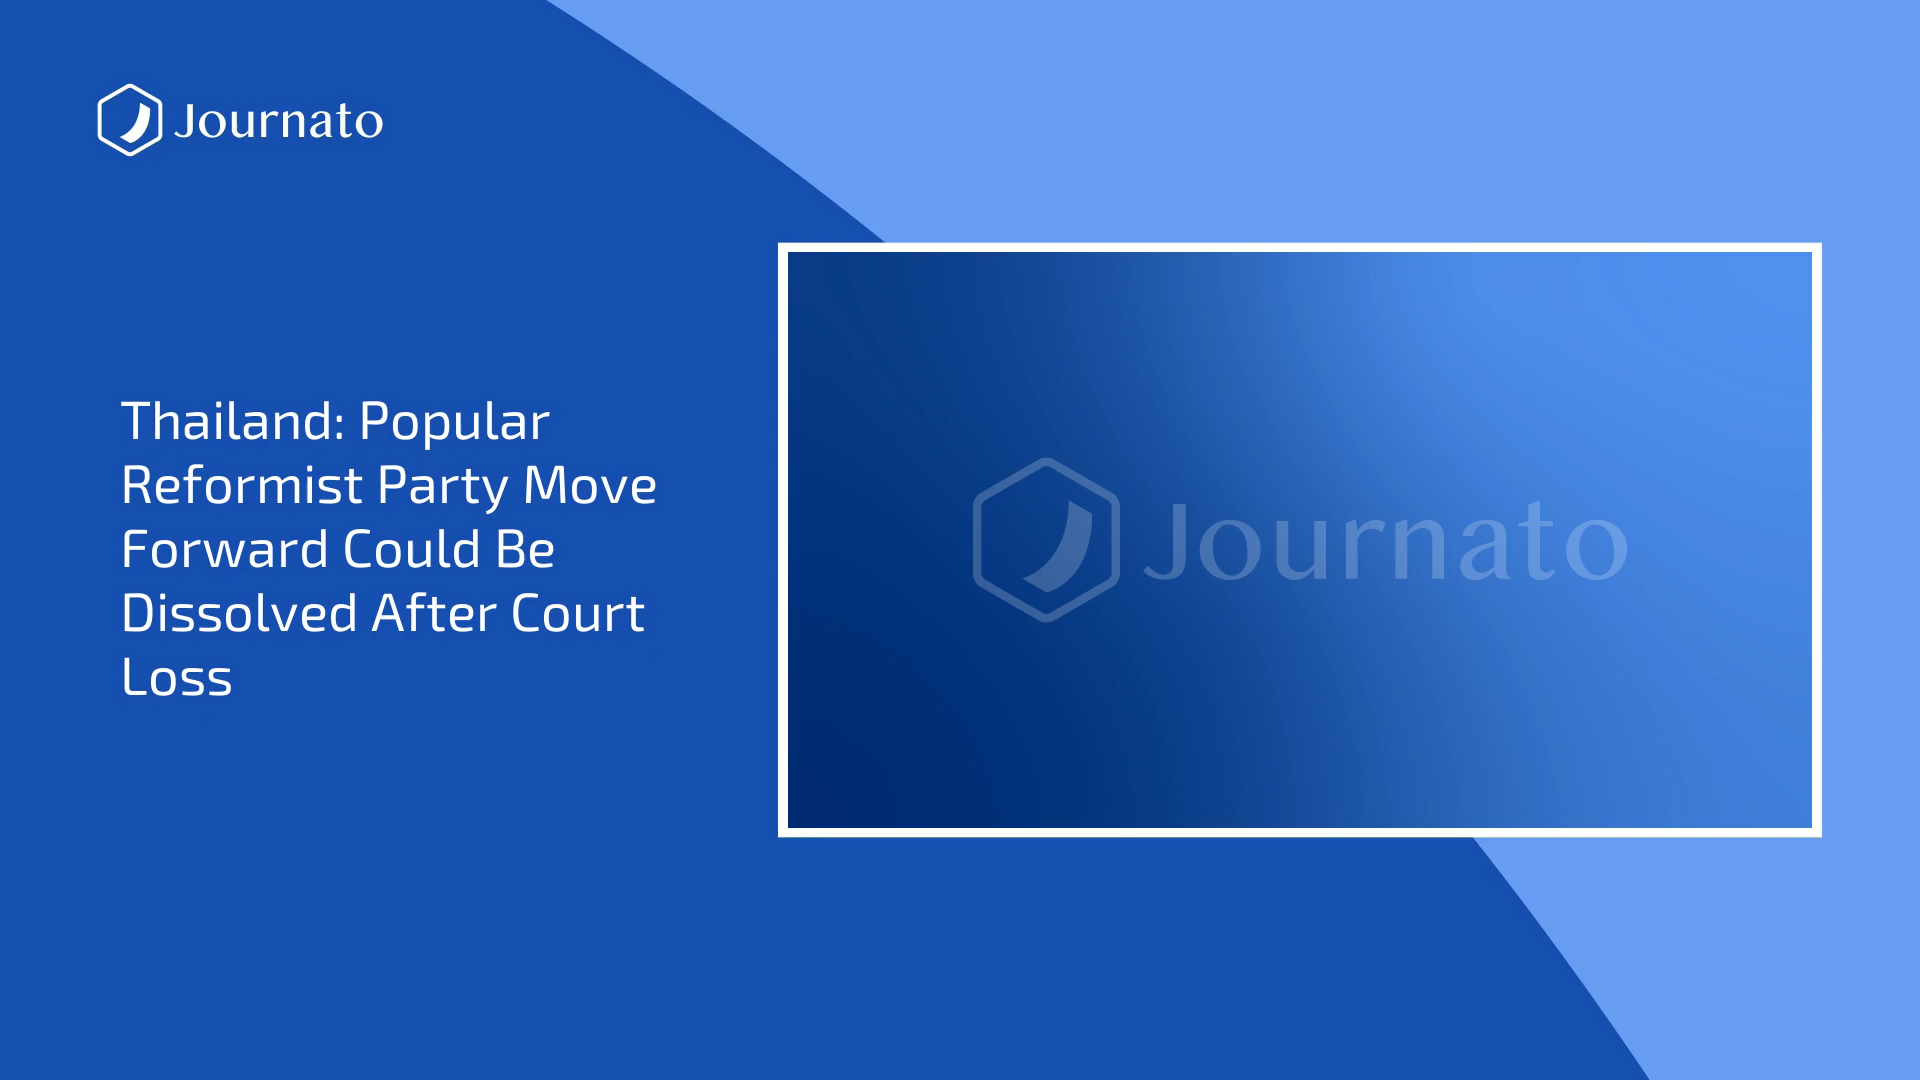 Journato
Thailand: Popular
Reformist Party Move
Forward Could Be
Dissolved After Court
Loss
Journato